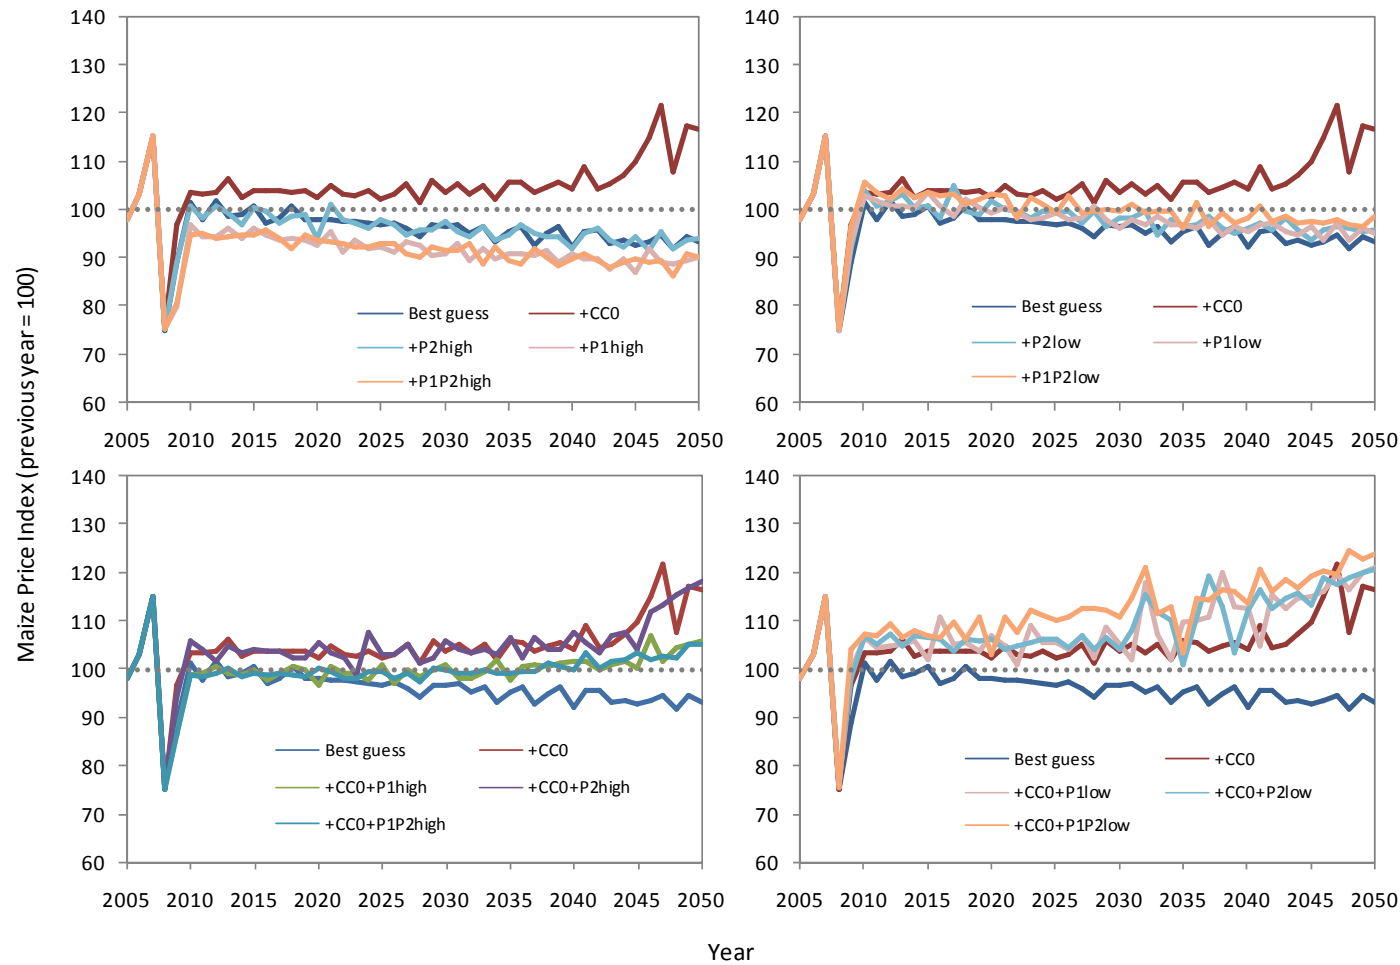 Maize Price Index (previous year = 100)
140
130
120
110
100
90
80
70
60
Best guess +CC0
+P2high +P1high
+P1P2high
2005 2010 2015 2020 2025 2030 2035 2040 2045 2050
140
130
120
110
100
90
80
70
60
Best guess +CC0
+P2low +P1low
+P1P2low
2005 2010 2015 2020 2025 2030 2035 2040 2045 2050
140
130
120
110
100
90
80
70
60
Best guess +CC0
+CC0+P1high +CC0+P2high
+CC0+P1P2high
2005 2010 2015 2020 2025 2030 2035 2040 2045 2050
140
130
120
110
100
90
80
70
60
Best guess +CC0
+CC0+P1low +CC0+P2low
+CC0+P1P2low
2005 2010 2015 2020 2025 2030 2035 2040 2045 2050
Year